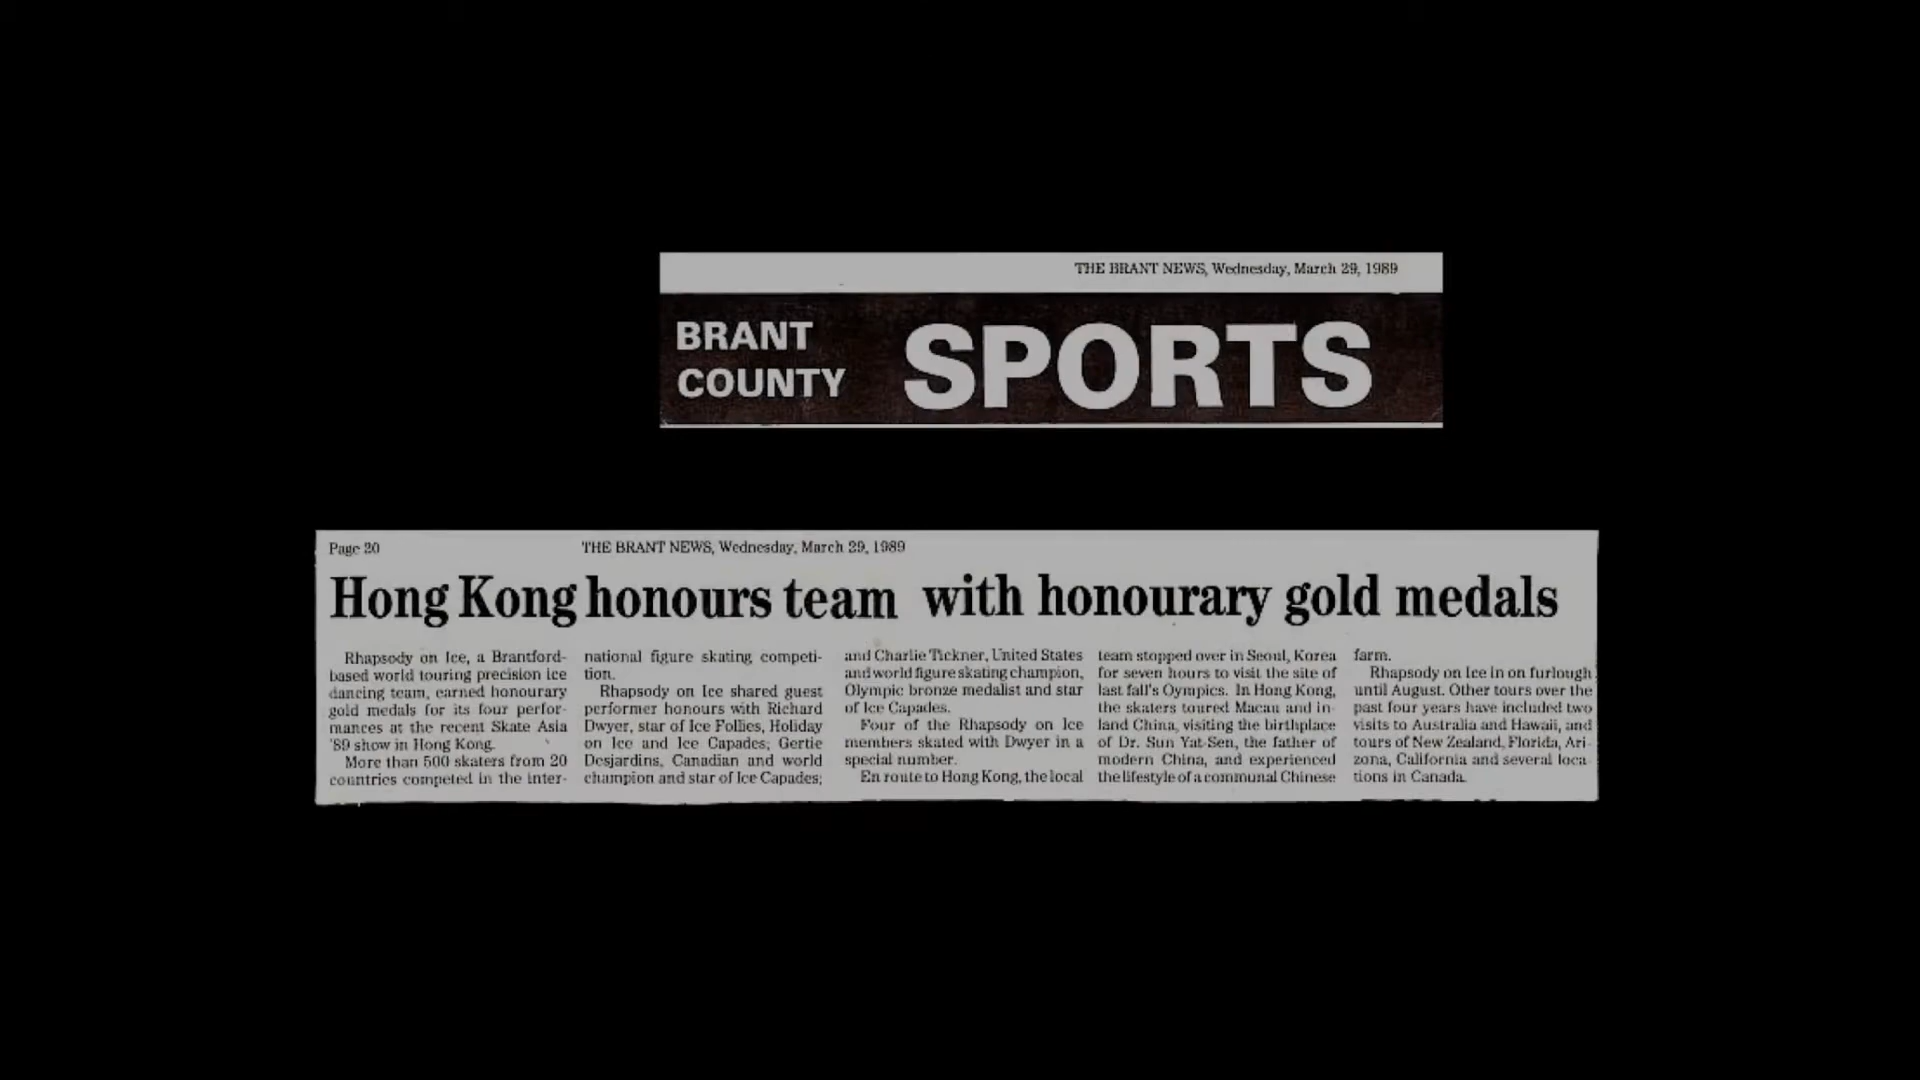 THE BRANT NEWS, Wednesday, March 29, 1989
BRANT
COUNTY
SPORTS
Page 20
THE BRANT NEWS, Wednesday, March 29, 1989
Hong Kong honours team with honourary gold medals
Rhapsody on Ice, a Brantford-
based world touring precision ice
dancing team, earned honourary
gold medals for its four perfor-
mances at the recent Skate Asia
'89 show in Hong Kong.
More than 500 skaters from 20
countries competed in the inter-
national figure skating competi-
tion.
Rhapsody on Ice shared guest
performer honours with Richard
Dwyer, star of Ice Follies, Holiday
on Ice and Ice Capades; Gertie
Desjardins, Canadian and world
champion and star of Ice Capades;
and Charlie Tickner, United States
and world figure skating champion,
Olympic bronze medalist and star
of Ice Capades.
Four of the Rhapsody on Ice
members skated with Dwyer in a
special number.
En route to Hong Kong, the local
team stopped over in Seoul, Korea
for seven hours to visit the site of
last fall's Oympics. In Hong Kong,
the skaters toured Macau and in-
land China, visiting the birthplace
of Dr. Sun Yat-Sen, the father of
modern China, and experienced
the lifestyle of a communal Chinese
farm.
Rhapsody on Ice in on furlough
until August. Other tours over the
past four years have included two
visits to Australia and Hawaii, and
tours of New Zealand, Florida, Ari-
zona, California and several loca
tions in Canada.